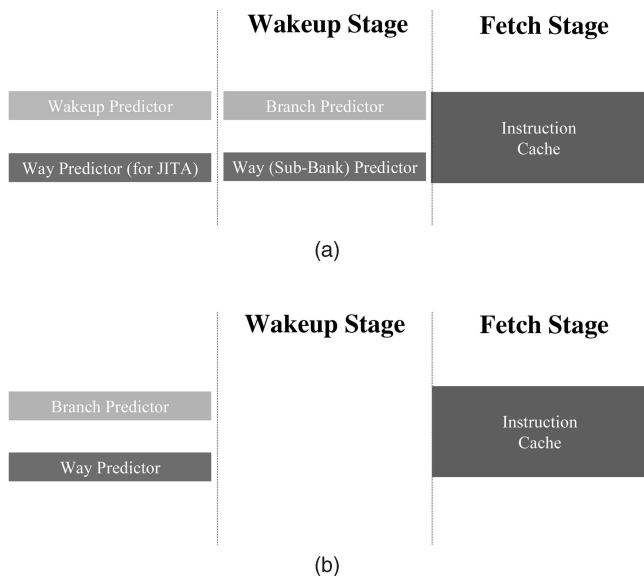 Wakeup Stage Fetch Stage
Wakeup Predictor Branch Predictor
Instruction
Cache
Way Predictor (for JITA) Way (Sub-Bank) Predictor
(a)
Wakeup Stage Fetch Stage
Branch Predictor
Instruction
Cache
Way Predictor
(b)